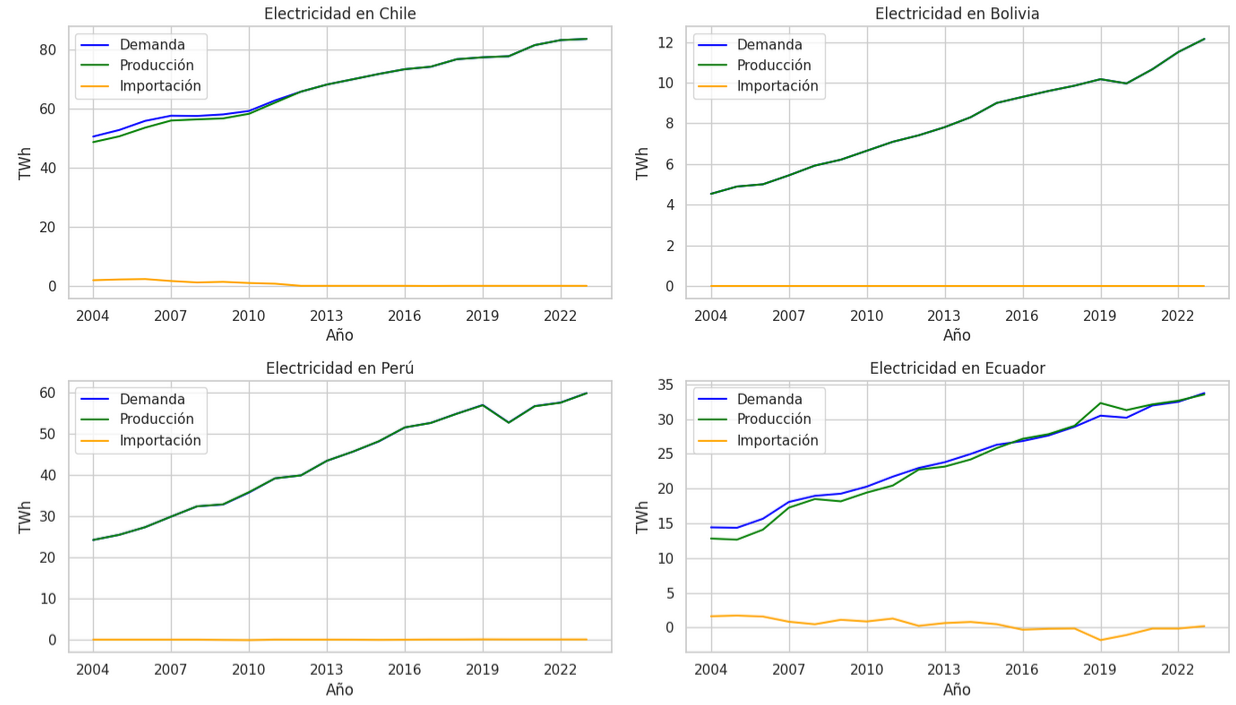 Electricidad en Chile
Demanda
Producción
Importación
80
60
40
20
0
TWh
2004 2007 2010 2013 2016 2019 2022
Año
Electricidad en Bolivia
Demanda
Producción
Importación
12
10
8
6
4
2
0
TWh
2004 2007 2010 2013 2016 2019 2022
Año
Electricidad en Perú
Demanda
Producción
Importación
60
50
40
30
20
10
0
TWh
2004 2007 2010 2013 2016 2019 2022
Año
Electricidad en Ecuador
Demanda
Producción
Importación
35
30
25
20
15
10
5
0
TWh
2004 2007 2010 2013 2016 2019 2022
Año